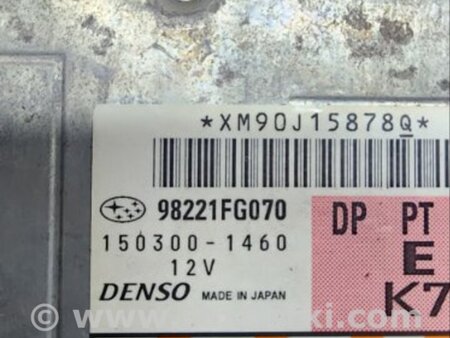 *XM90J15878Q*
98221FG070
150300-1460
12V
DENSO MADE IN JAPAN
DP PT
E
K7